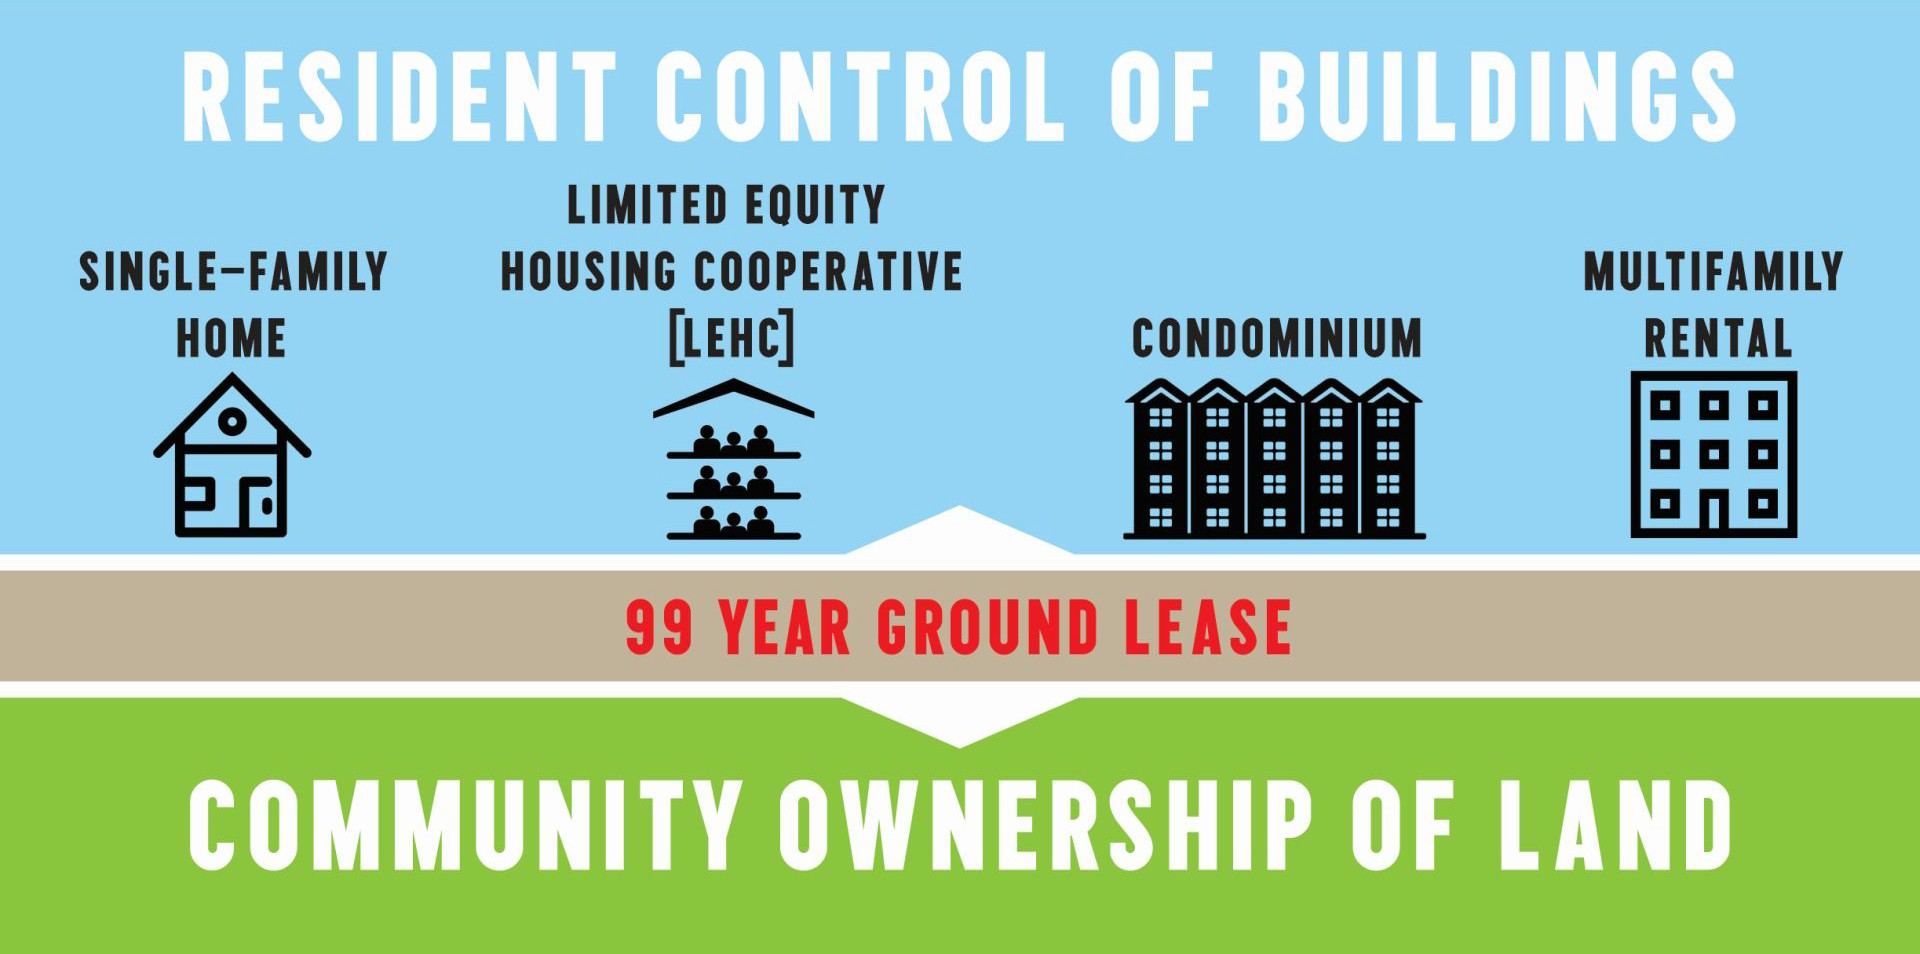 RESIDENT CONTROL OF BUILDINGS
SINGLE–FAMILY
HOME
LIMITED EQUITY
HOUSING COOPERATIVE
[LEHC]
CONDOMINIUM
MULTIFAMILY
RENTAL
99 YEAR GROUND LEASE
COMMUNITY OWNERSHIP OF LAND